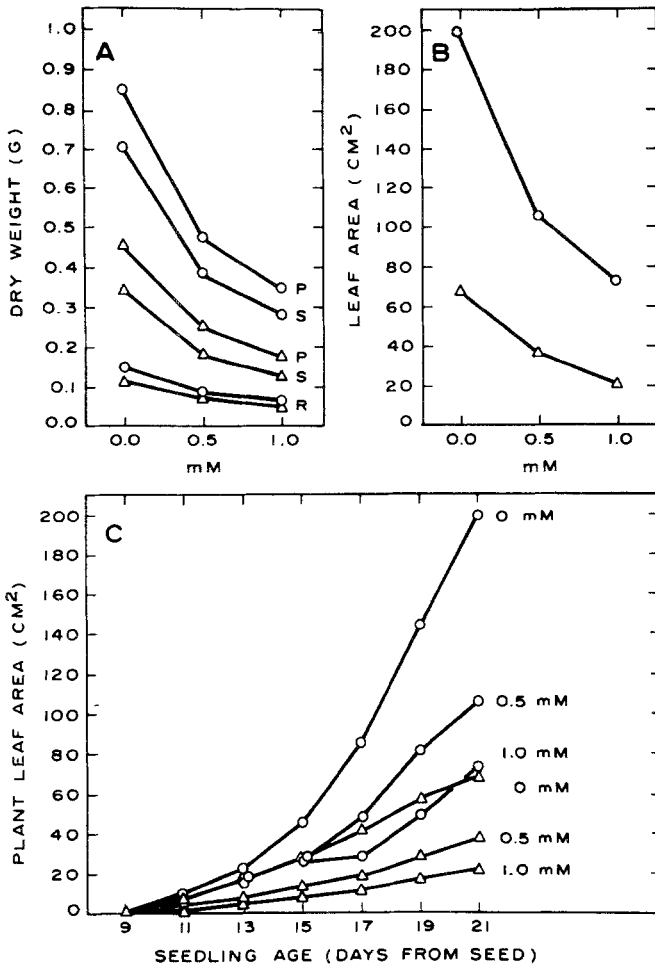 A
DRY WEIGHT (G)
1.0
0.9
0.8
0.7
0.6
0.5
0.4
0.3
0.2
0.1
0.0
P
S
P
S
R
0.0 0.5 1.0
mM
B
LEAF AREA (CM²)
200
180
160
140
120
100
80
60
40
20
0
0.0 0.5 1.0
mM
C
PLANT LEAF AREA (CM²)
200
180
160
140
120
100
80
60
40
20
0
0 mM
0.5 mM
1.0 mM
0 mM
0.5 mM
1.0 mM
9 11 13 15 17 19 21
SEEDLING AGE (DAYS FROM SEED)